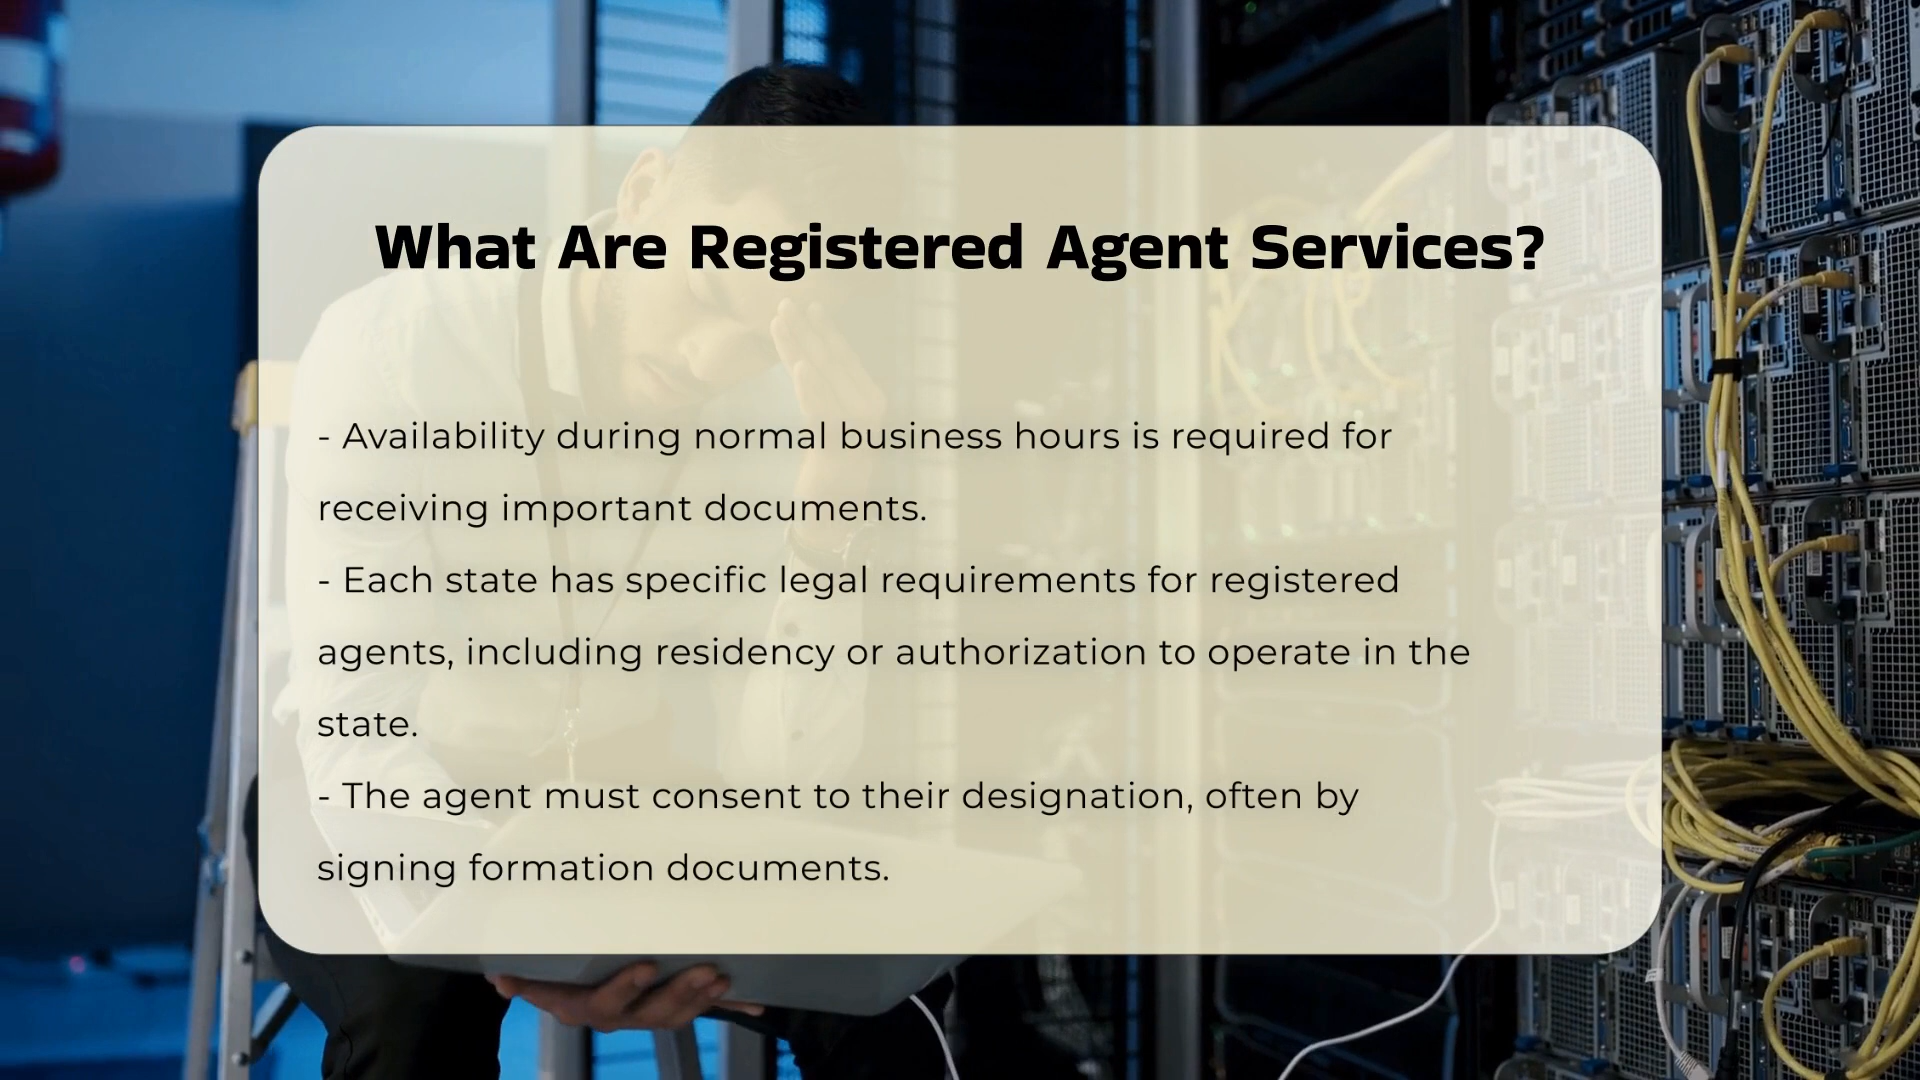 What Are Registered Agent Services?
- Availability during normal business hours is required for
receiving important documents.
- Each state has specific legal requirements for registered
agents, including residency or authorization to operate in the
state.
- The agent must consent to their designation, often by
signing formation documents.